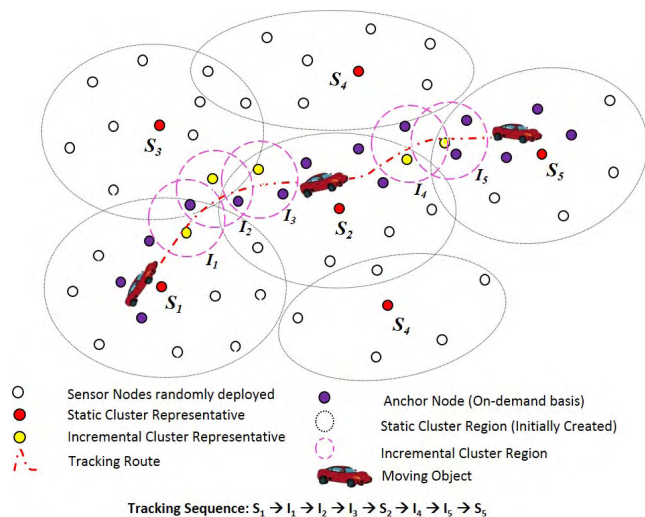 S4
S3
S5
I4
I5
I3
I2
S2
I1
S1
S4
Sensor Nodes randomly deployed
Static Cluster Representative
Incremental Cluster Representative
Tracking Route
Anchor Node (On-demand basis)
Static Cluster Region (Initially Created)
Incremental Cluster Region
Moving Object
Tracking Sequence: S1 → I1 → I2 → I3 → S2 → I4 → I5 → S5